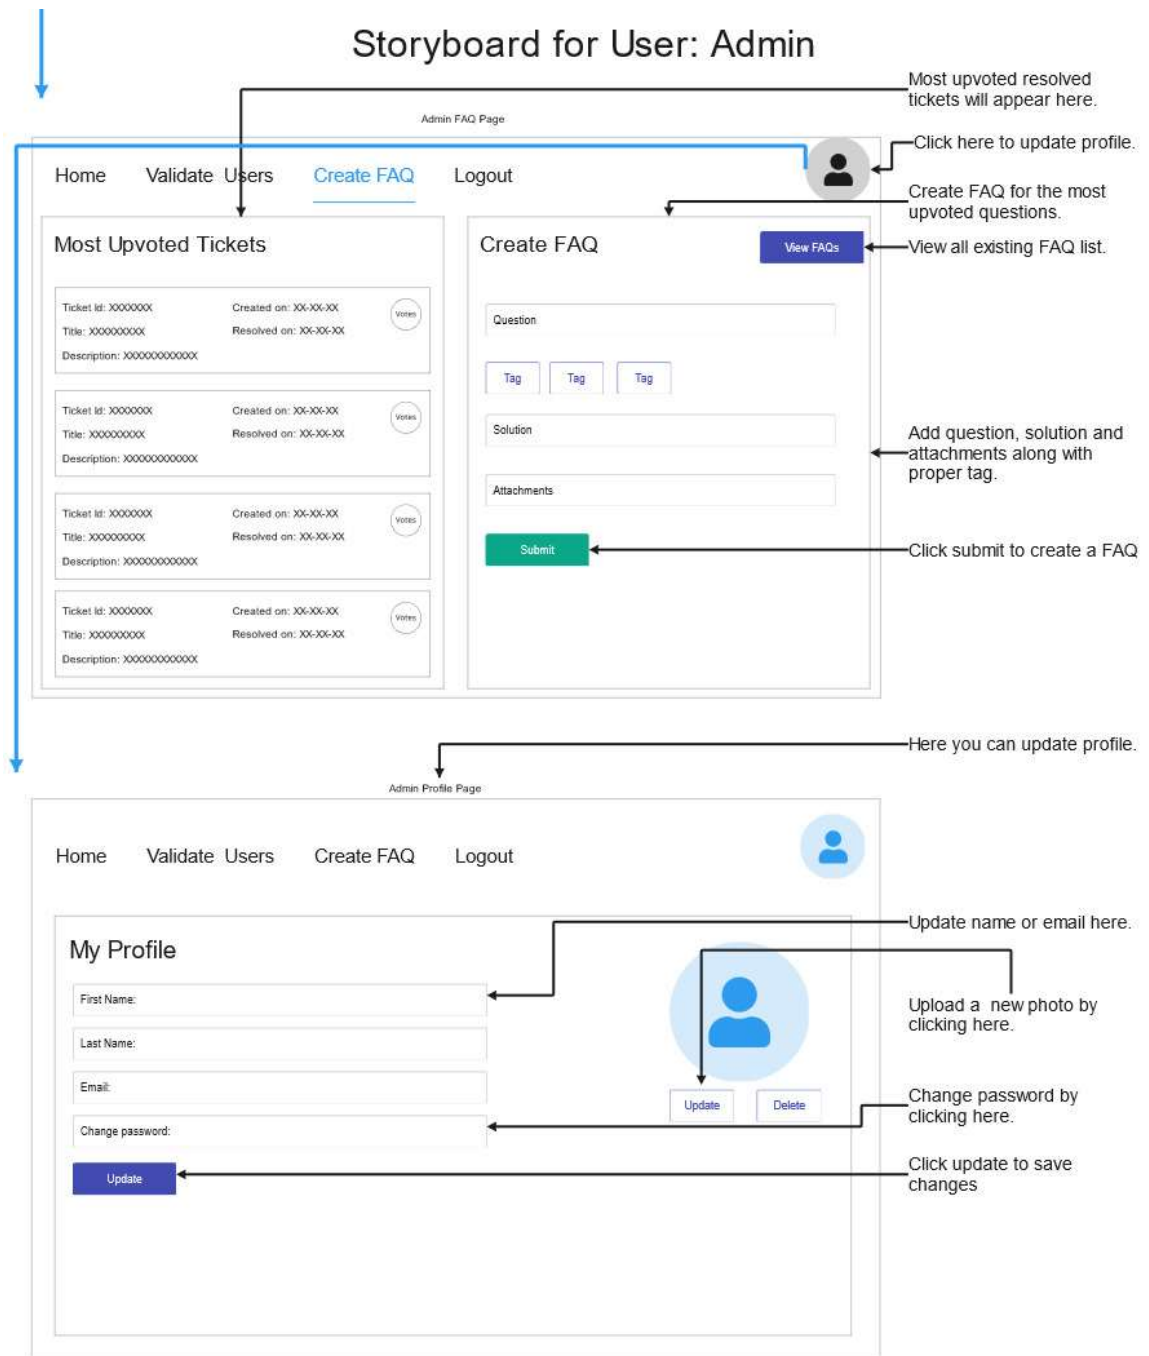 Storyboard for User: Admin
Most upvoted resolved
tickets will appear here.
Admin FAQ Page
Click here to update profile.
Home Validate Users Create FAQ Logout
Create FAQ for the most
upvoted questions.
Most Upvoted Tickets
Create FAQ
View FAQs
View all existing FAQ list.
Ticket Id: XXXXXXX Created on: XX-XX-XX Votes
Title: XXXXXXXXX Resolved on: XX-XX-XX
Description: XXXXXXXXXXXX
Ticket Id: XXXXXXX Created on: XX-XX-XX Votes
Title: XXXXXXXXX Resolved on: XX-XX-XX
Description: XXXXXXXXXXXX
Ticket Id: XXXXXXX Created on: XX-XX-XX Votes
Title: XXXXXXXXX Resolved on: XX-XX-XX
Description: XXXXXXXXXXXX
Ticket Id: XXXXXXX Created on: XX-XX-XX Votes
Title: XXXXXXXXX Resolved on: XX-XX-XX
Description: XXXXXXXXXXXX
Question
Tag Tag Tag
Solution
Attachments
Submit
Add question, solution and
attachments along with
proper tag.
Click submit to create a FAQ
Here you can update profile.
Admin Profile Page
Home Validate Users Create FAQ Logout
My Profile
First Name:
Last Name:
Email:
Change password:
Update
Update Delete
Update name or email here.
Upload a new photo by
clicking here.
Change password by
clicking here.
Click update to save
changes